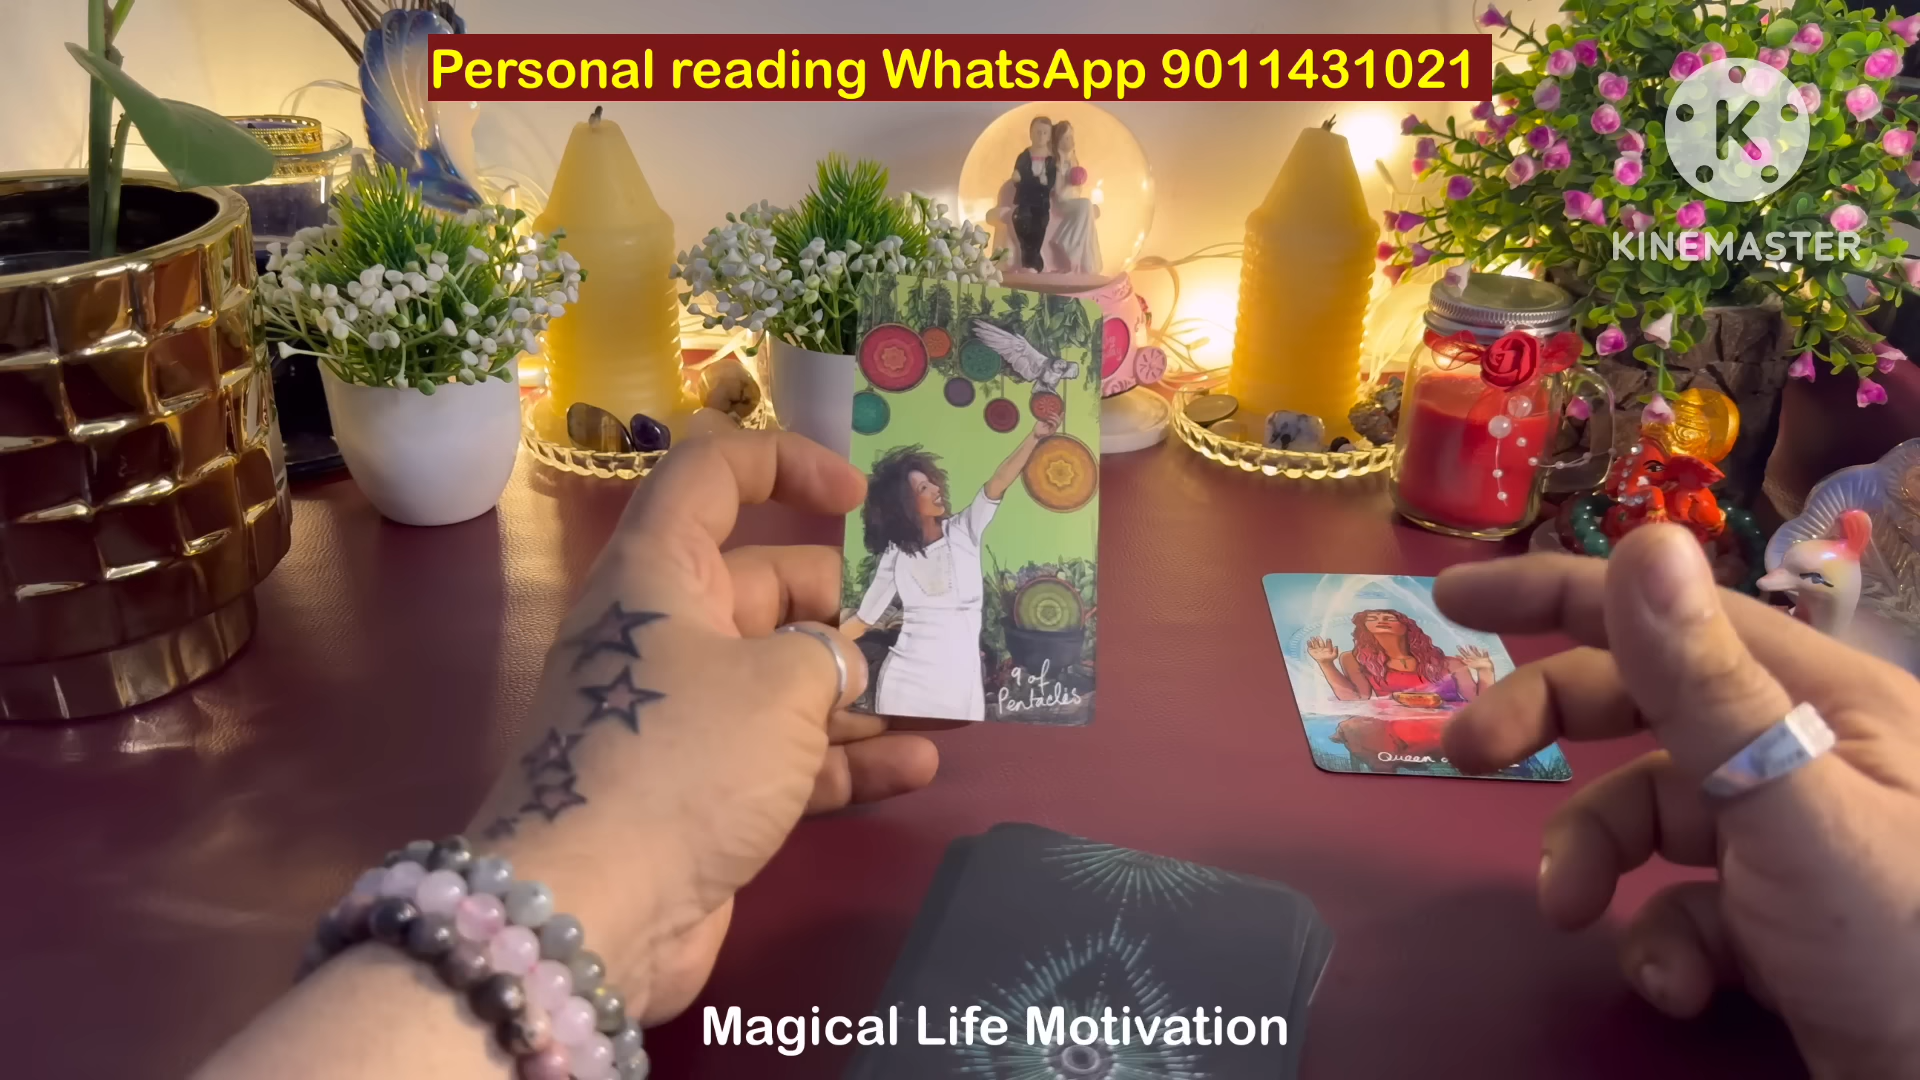 Personal reading WhatsApp 9011431021
K
KINEMASTER
9 of
Pentacles
Queen
Magical Life Motivation